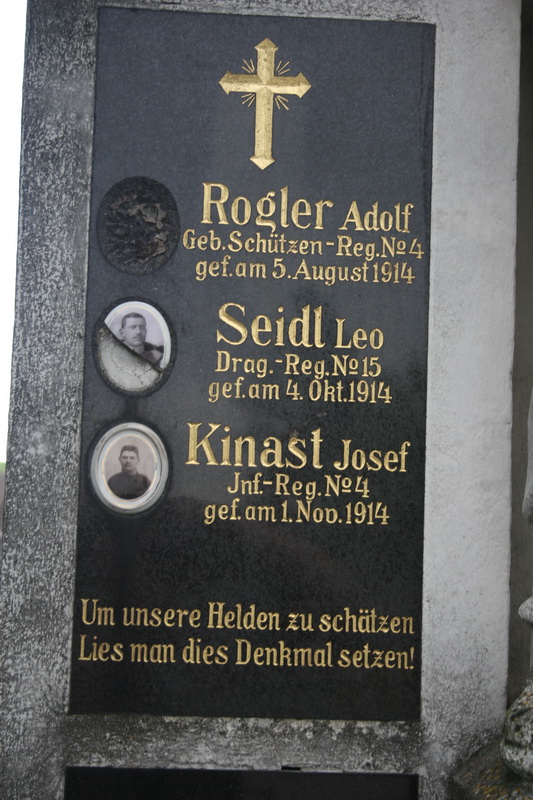 Rogler Adolf
Geb.Schützen-Reg.No4
gef.am 5.August 1914
Seidl Leo
Drag.-Reg.No15
gef.am 4.Okt.1914
Kinast Josef
Jnf.-Reg.No4
gef.am 1.Nov.1914
Um unsere Helden zu schätzen
Lies man dies Denkmal setzen!